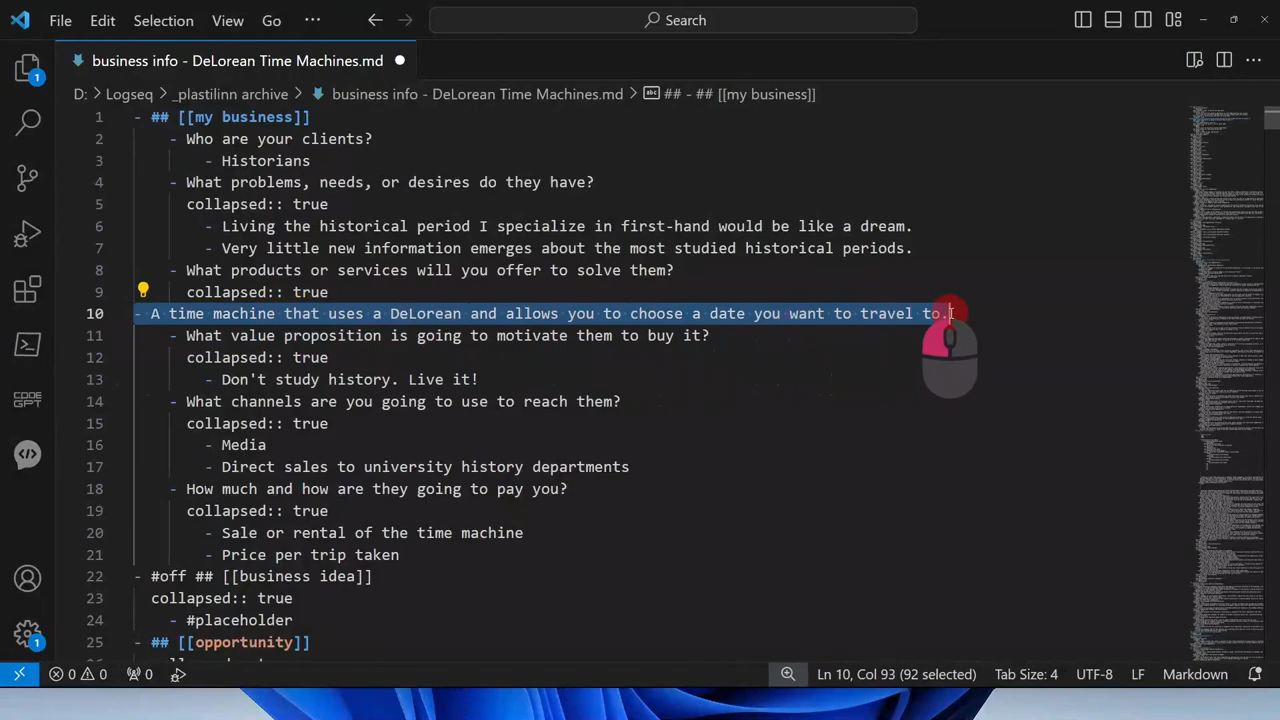 File Edit Selection View Go ··· Search
business info - DeLorean Time Machines.md
D: > Logseq > _plastilinn archive > business info - DeLorean Time Machines.md > ## - ## [[my business]]
1 - ## [[my business]]
2 - Who are your clients?
3 - Historians
4 - What problems, needs, or desires do they have?
5 collapsed:: true
6 - Living the historical periods they study first-hand would be like a dream.
7 - Very little real information exists about the most studied historical periods.
8 - What products or services will you create to solve them?
9 collapsed:: true
10 - A time machine that uses a DeLorean and allows you to choose a date you want to travel to.
11 - What single message is going to motivate them to buy it?
12 collapsed:: true
13 - Don't study history. Live it!
14 - What channels are you going to use to reach them?
15 collapsed:: true
16 - Media
17 - Direct sales to university history departments
18 - How much and how are they going to pay you?
19 collapsed:: true
20 - Sale or rental of the time machine
21 - Price per trip taken
22 - #off ## [[business idea]]
23 collapsed:: true
24 - placeholder
25 - ## [[opportunity]]
0 0 0 Ln 10, Col 93 (92 selected) Tab Size: 4 UTF-8 LF Markdown